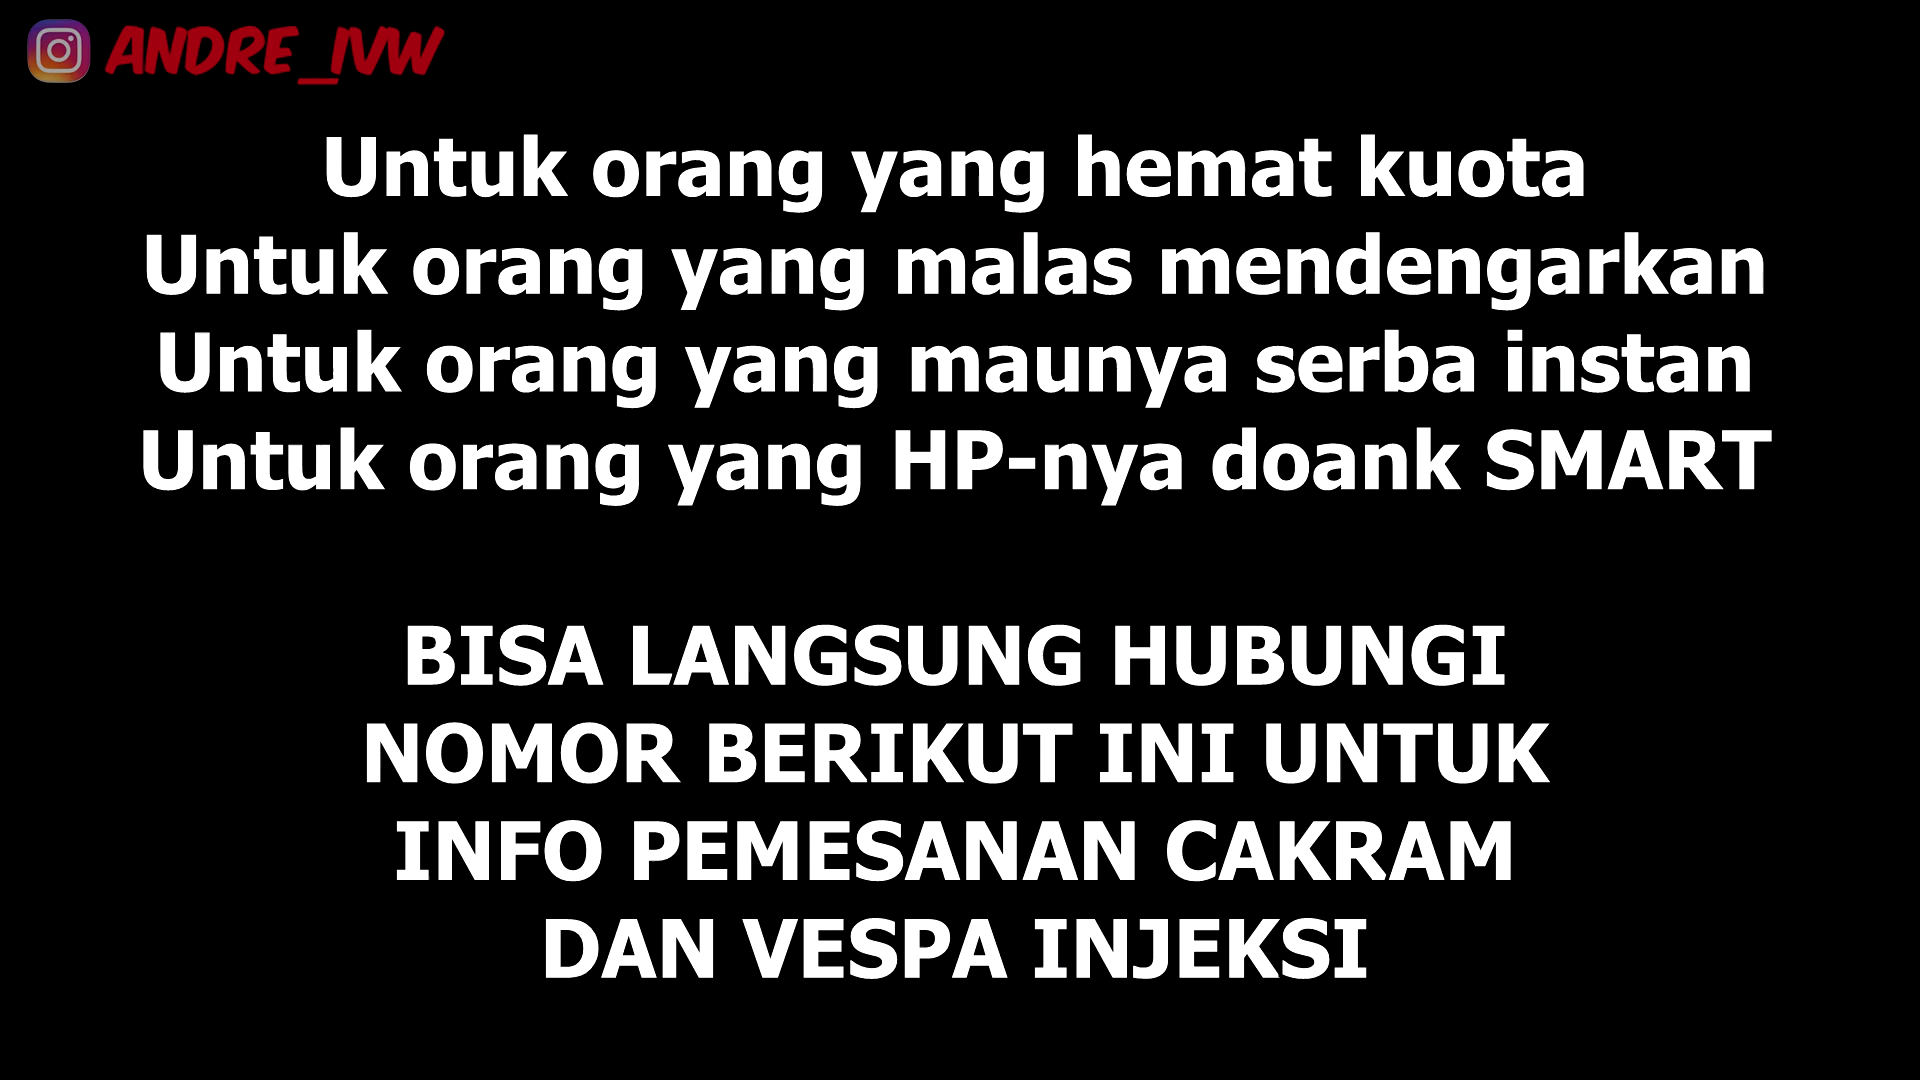 ANDRE_IVW
Untuk orang yang hemat kuota
Untuk orang yang malas mendengarkan
Untuk orang yang maunya serba instan
Untuk orang yang HP-nya doank SMART
BISA LANGSUNG HUBUNGI
NOMOR BERIKUT INI UNTUK
INFO PEMESANAN CAKRAM
DAN VESPA INJEKSI